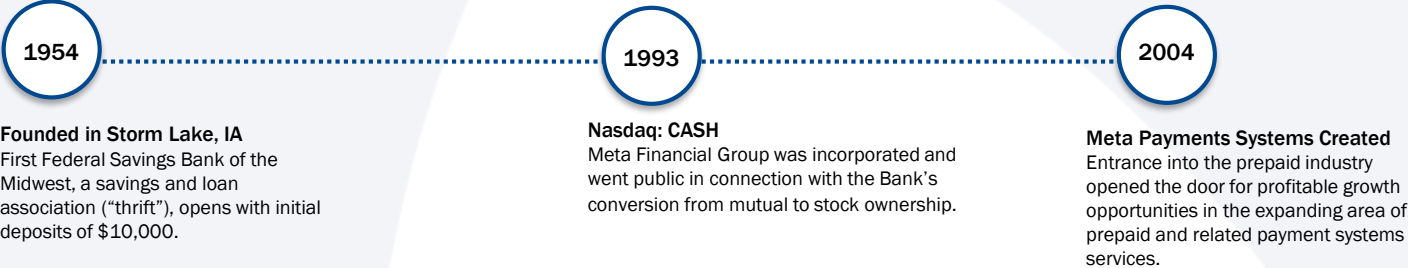 1954
Founded in Storm Lake, IA
First Federal Savings Bank of the
Midwest, a savings and loan
association (“thrift”), opens with initial
deposits of $10,000.
1993
Nasdaq: CASH
Meta Financial Group was incorporated and
went public in connection with the Bank’s
conversion from mutual to stock ownership.
2004
Meta Payments Systems Created
Entrance into the prepaid industry
opened the door for profitable growth
opportunities in the expanding area of
prepaid and related payment systems
services.